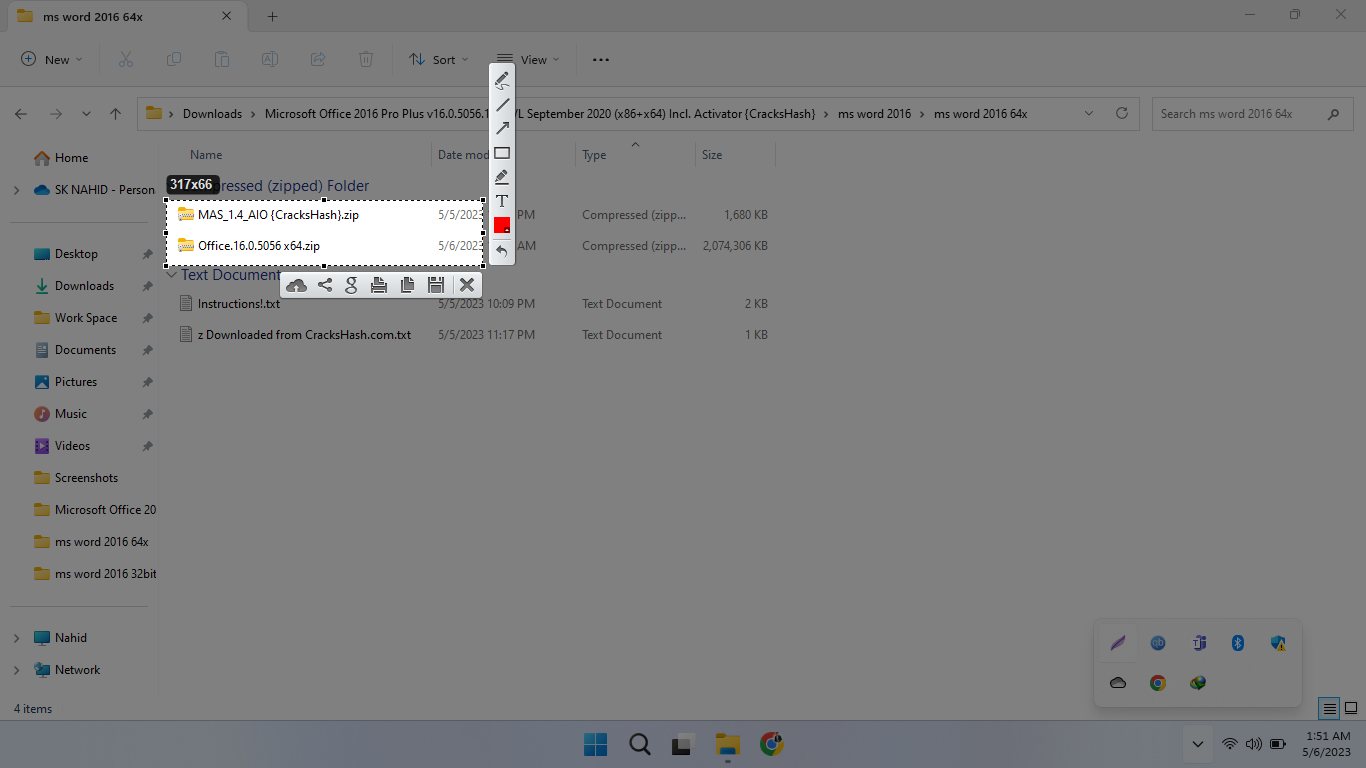 ms word 2016 64x
New
Sort
View
Downloads
Microsoft Office 2016 Pro Plus v16.0.5056.1
L September 2020 (x86+x64) Incl. Activator {CracksHash}
ms word 2016
ms word 2016 64x
Search ms word 2016 64x
Name
Date mod
Type
Size
317x66
pressed (zipped) Folder
MAS_1.4_AIO {CracksHash}.zip
5/5/2023
PM
Compressed (zipp...
1,680 KB
Office.16.0.5056 x64.zip
5/6/2023
AM
Compressed (zipp...
2,074,306 KB
Text Document
Instructions!.txt
5/5/2023 10:09 PM
Text Document
2 KB
z Downloaded from CracksHash.com.txt
5/5/2023 11:17 PM
Text Document
1 KB
Home
SK NAHID - Person
Desktop
Downloads
Work Space
Documents
Pictures
Music
Videos
Screenshots
Microsoft Office 20
ms word 2016 64x
ms word 2016 32bit
Nahid
Network
4 items
1:51 AM
5/6/2023